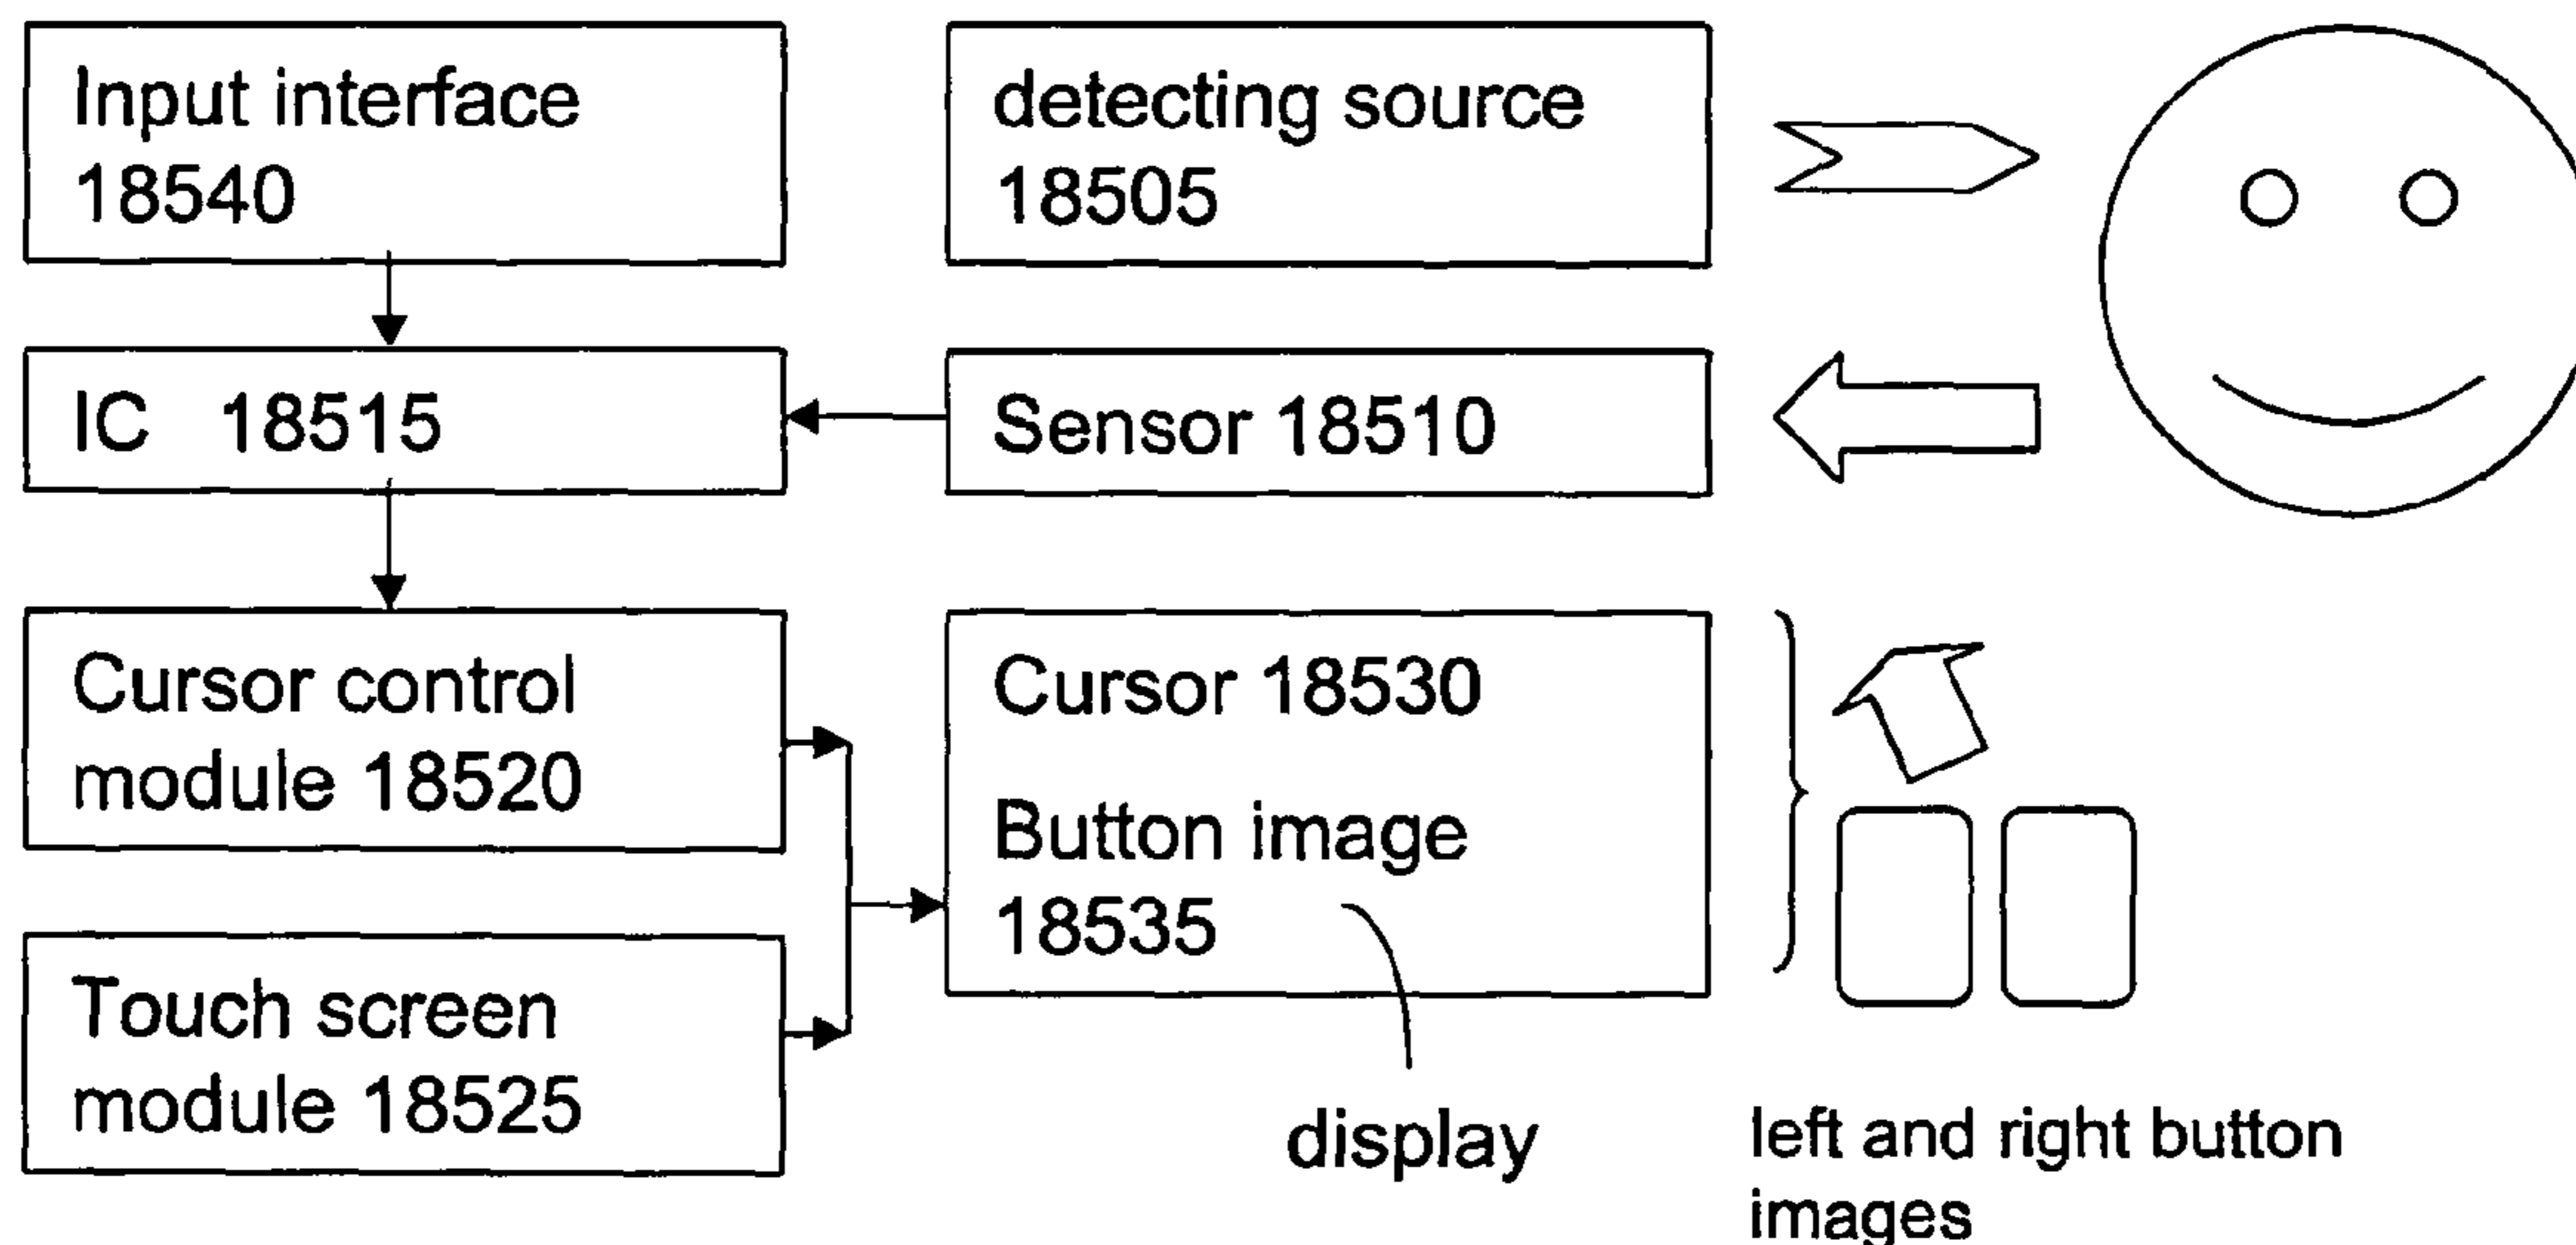 Input interface
18540
detecting source
18505
IC 18515
Sensor 18510
Cursor control
module 18520
Cursor 18530
Button image
18535
Touch screen
module 18525
display
left and right button
images